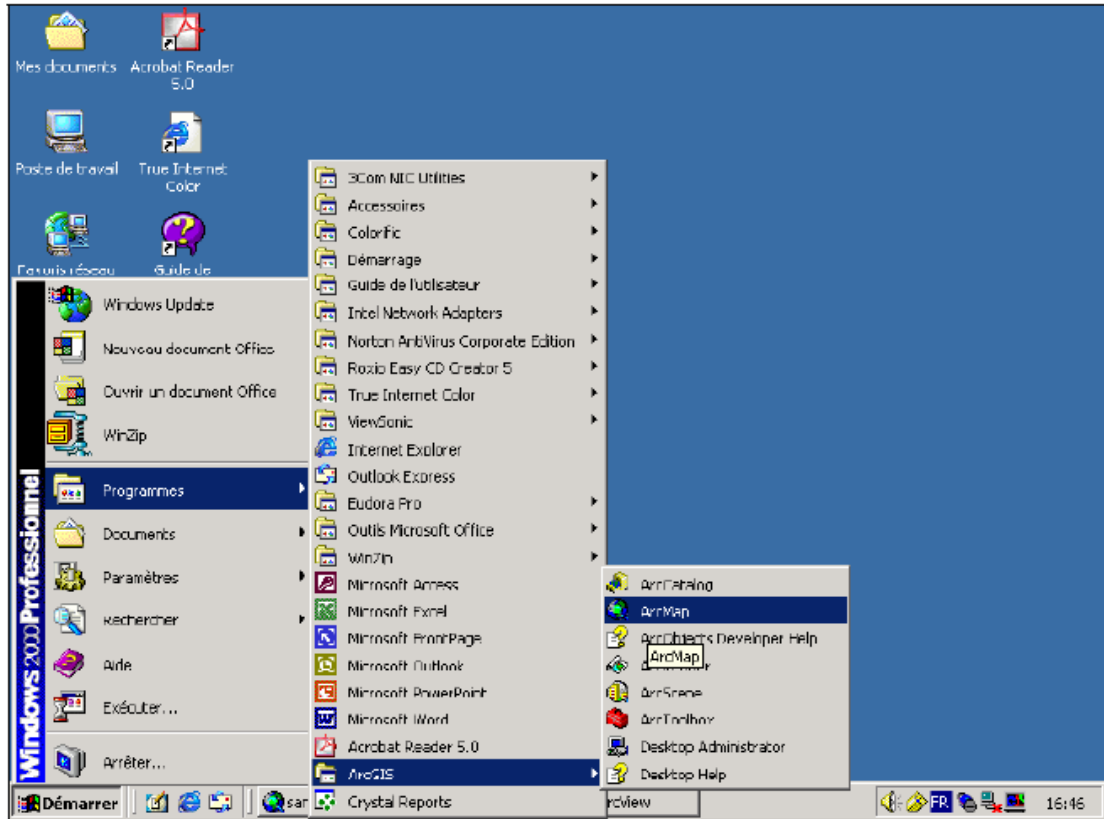 Mes documents
Acrobat Reader
5.0
Poste de travail
True Internet
Color
Favoris réseau
Guide de
Windows 2000 Professionnel
Windows Update
Nouveau document Office
Ouvrir un document Office
WinZip
Programmes
Documents
Paramètres
Rechercher
Aide
Exécuter...
Arrêter...
3Com NIC Utilities
Accessoires
Colorific
Démarrage
Guide de l'utilisateur
Intel Network Adapters
Norton AntiVirus Corporate Edition
Roxio Easy CD Creator 5
True Internet Color
ViewSonic
Internet Explorer
Outlook Express
Eudora Pro
Outils Microsoft Office
WinZip
Microsoft Access
Microsoft Excel
Microsoft FrontPage
Microsoft Outlook
Microsoft PowerPoint
Microsoft Word
Acrobat Reader 5.0
ArcGIS
Crystal Reports
ArcCatalog
ArcMap
ArcObjects Developer Help
ArcMap
ArcScene
ArcToolbox
Desktop Administrator
Desktop Help
Démarrer
FR
16:46